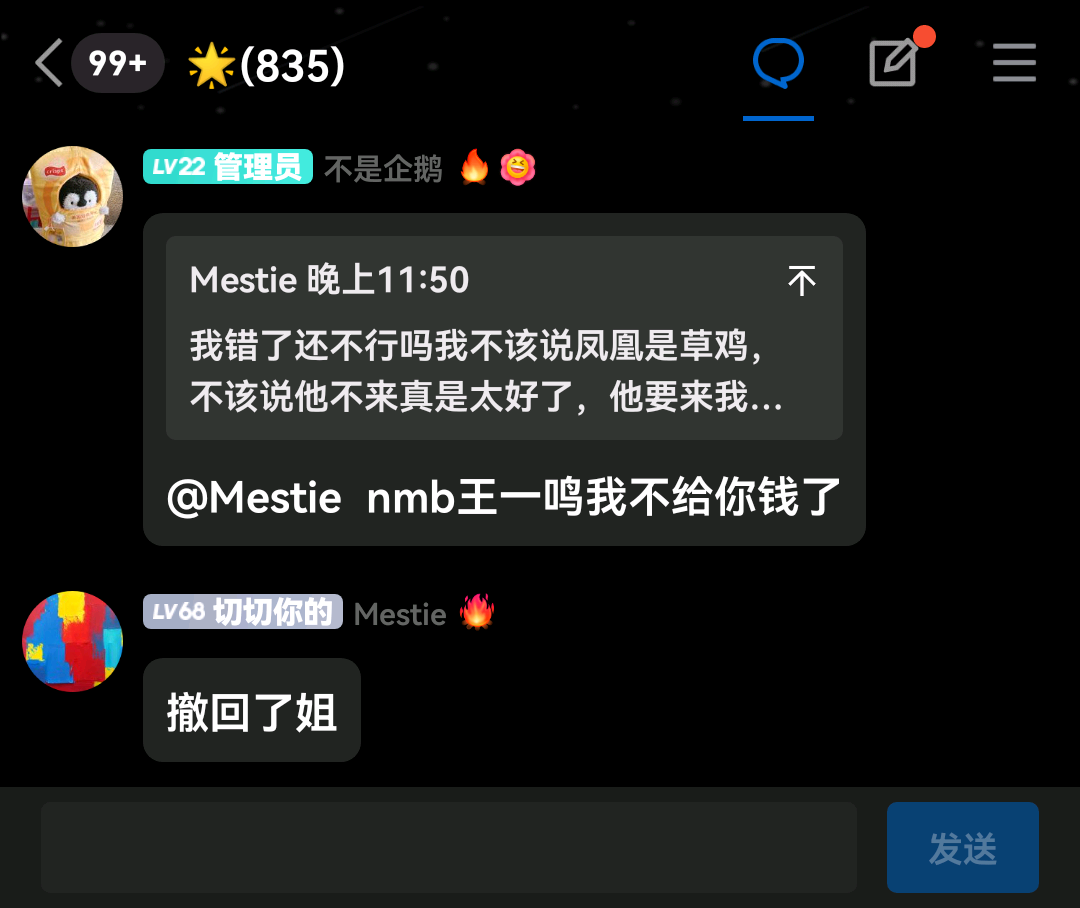 99+
🌟(835)
LV22 管理员 不是企鹅
Mestie 晚上11:50
我错了还不行吗我不该说凤凰是草鸡，
不该说他不来真是太好了，他要来我…
@Mestie nmb王一鸣我不给你钱了
LV68 切切你的 Mestie
撤回了姐
发送